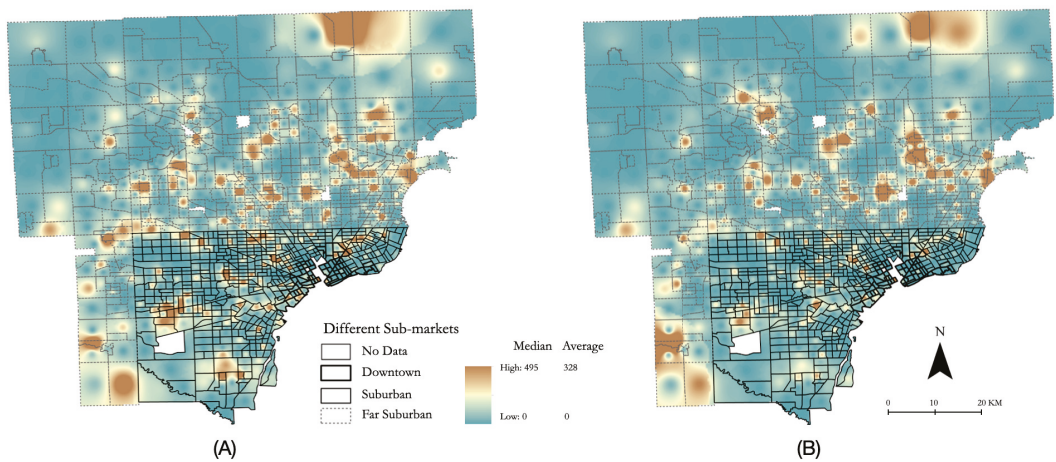 Different Sub-markets
No Data
Downtown
Suburban
Far Suburban
Median Average
High: 495 328
Low: 0 0
N
0 10 20 KM
(A) (B)